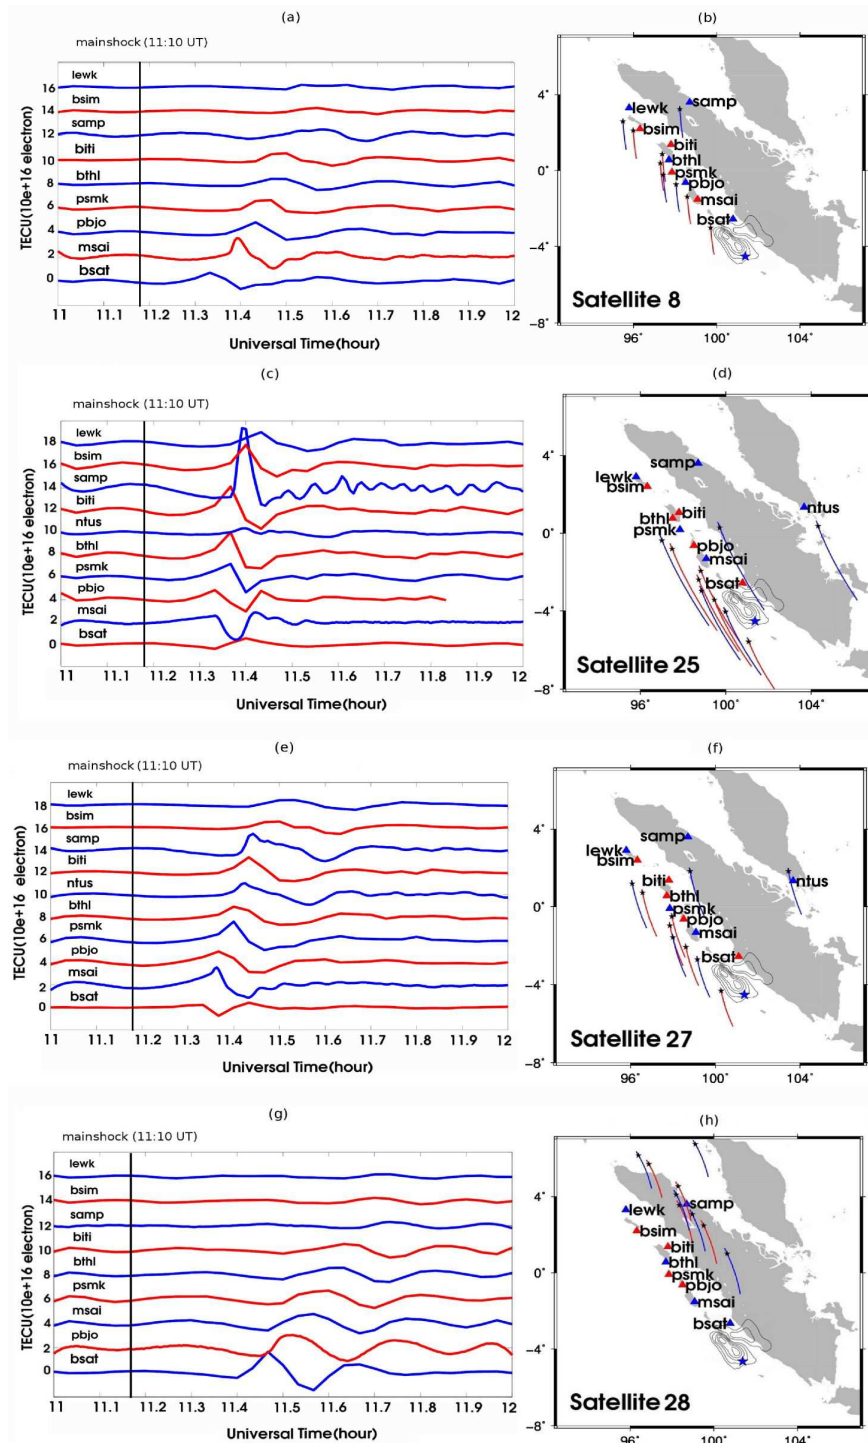 (a)
mainshock (11:10 UT)
TECU(10e+16 electron)
lewk
16
bsim
14
samp
12
biti
10
bthl
8
psmk
6
pbjo
4
msai
2
bsat
0
11 11.1 11.2 11.3 11.4 11.5 11.6 11.7 11.8 11.9 12
Universal Time(hour)
(b)
4°
0°
−4°
−8°
96° 100° 104°
lewk
samp
bsim
biti
bthl
psmk
pbjo
msai
bsat
Satellite 8
(c)
mainshock (11:10 UT)
TECU(10e+16 electron)
lewk
18
bsim
16
samp
14
biti
12
ntus
10
bthl
8
psmk
6
pbjo
4
msai
2
bsat
0
11 11.1 11.2 11.3 11.4 11.5 11.6 11.7 11.8 11.9 12
Universal Time(hour)
(d)
4°
0°
−4°
−8°
96° 100° 104°
samp
lewk
bsim
ntus
bthl biti
psmk
pbjo
msai
bsat
Satellite 25
(e)
mainshock (11:10 UT)
TECU(10e+16 electron)
lewk
18
bsim
16
samp
14
biti
12
ntus
10
bthl
8
psmk
6
pbjo
4
msai
2
bsat
0
11 11.1 11.2 11.3 11.4 11.5 11.6 11.7 11.8 11.9 12
Universal Time(hour)
(f)
4°
0°
−4°
−8°
96° 100° 104°
samp
lewk
bsim
biti
ntus
bthl
psmk
pbjo
msai
bsat
Satellite 27
(g)
mainshock (11:10 UT)
TECU(10e+16 electron)
lewk
16
bsim
14
samp
12
biti
10
bthl
8
psmk
6
msai
4
pbjo
2
bsat
0
11 11.1 11.2 11.3 11.4 11.5 11.6 11.7 11.8 11.9 12
Universal Time(hour)
(h)
4°
0°
−4°
−8°
96° 100° 104°
samp
lewk
bsim
biti
bthl
psmk
pbjo
msai
bsat
Satellite 28